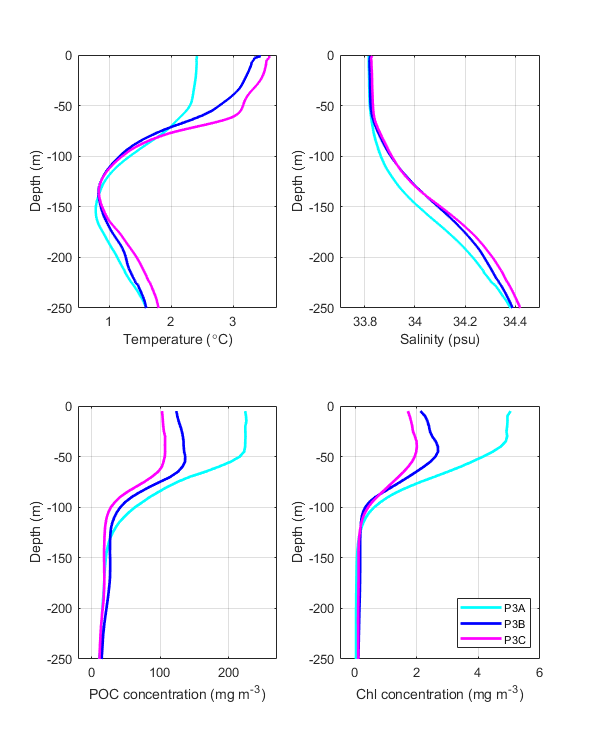 0
-50
-100
-150
-200
-250
Depth (m)
1 2 3
Temperature (°C)
0
-50
-100
-150
-200
-250
Depth (m)
33.8 34 34.2 34.4
Salinity (psu)
0
-50
-100
-150
-200
-250
Depth (m)
0 100 200
POC concentration (mg m⁻³)
0
-50
-100
-150
-200
-250
Depth (m)
P3A
P3B
P3C
0 2 4 6
Chl concentration (mg m⁻³)